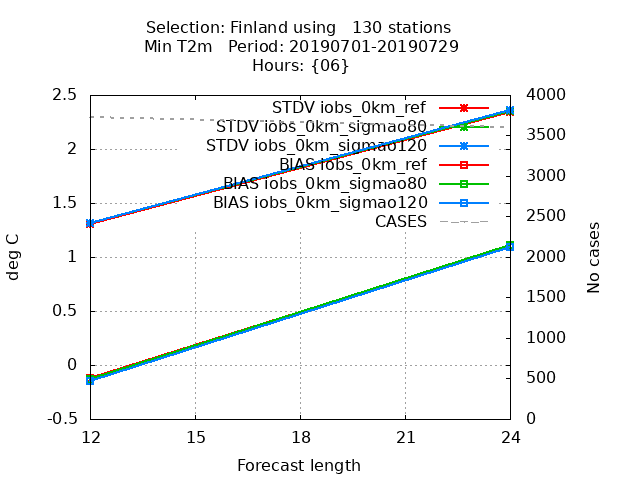 Selection: Finland using   130 stations
Min T2m   Period: 20190701-20190729
Hours: {06}
2.5
2
1.5
1
0.5
0
-0.5
4000
3500
3000
2500
2000
1500
1000
500
0
deg C
No cases
STDV iobs_0km_ref
STDV iobs_0km_sigmao80
STDV iobs_0km_sigmao120
BIAS iobs_0km_ref
BIAS iobs_0km_sigmao80
BIAS iobs_0km_sigmao120
CASES
12 15 18 21 24
Forecast length